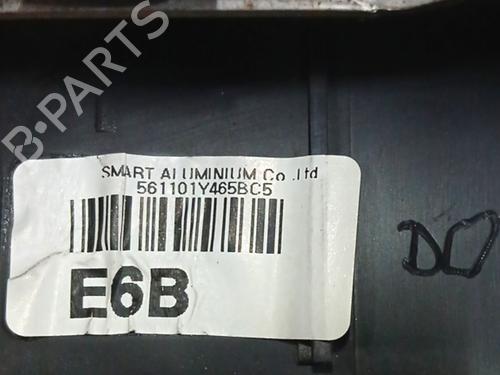 B-PARTS
SMART ALUMINIUM Co.,Ltd
561101Y465BC5
E6B